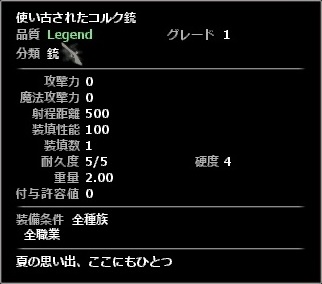 使い古されたコルク銃
品質 Legend グレード 1
分類 銃
攻撃力 0
魔法攻撃力 0
射程距離 500
装填性能 100
装填数 1
耐久度 5/5 硬度 4
重量 2.00
付与許容値 0
装備条件 全種族
全職業
夏の思い出、ここにもひとつ